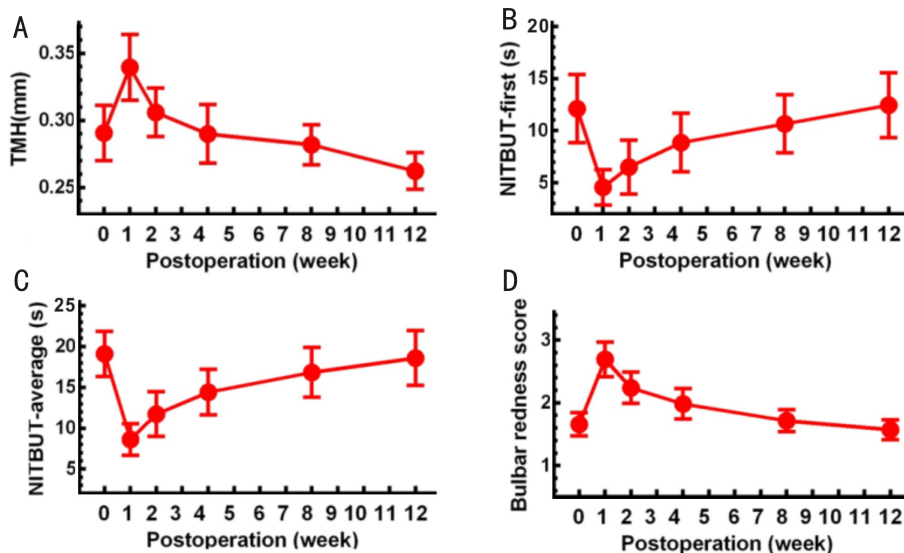 A
TMH(mm)
0.35
0.30
0.25
0 1 2 3 4 5 6 7 8 9 10 11 12
Postoperation (week)
B
NITBUT-first (s)
20
15
10
5
0 1 2 3 4 5 6 7 8 9 10 11 12
Postoperation (week)
C
NITBUT-average (s)
25
20
15
10
5
0 1 2 3 4 5 6 7 8 9 10 11 12
Postoperation (week)
D
Bulbar redness score
3
2
1
0 1 2 3 4 5 6 7 8 9 10 11 12
Postoperation (week)